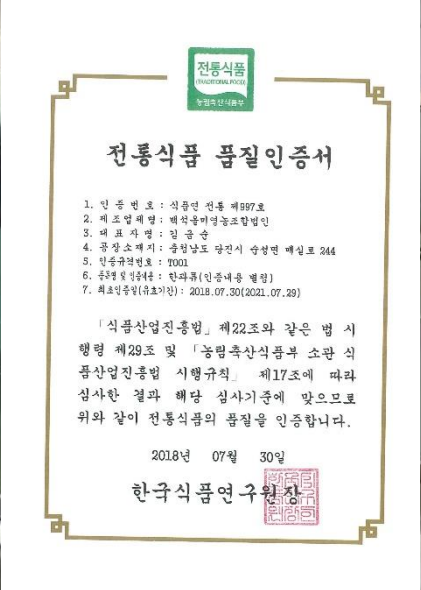 전통식품
(TRADITIONAL FOOD)
농림축산식품부
전통식품 품질인증서
1. 인 증 번 호 : 식품연 전통 제997호
2. 제 조 업 체 명 : 백석올미영농조합법인
3. 대 표 자 명 : 김 금 순
4. 공 장 소 재 지 : 충청남도 당진시 순성면 매실로 244
5. 인증규격번호 : T001
6. 품목명 및 인증내용 : 한과류(인증내용 별첨)
7. 최초인증일(유효기간) : 2018.07.30(2021.07.29)
「식품산업진흥법」 제22조와 같은 법 시
행령 제29조 및 「농림축산식품부 소관 식
품산업진흥법 시행규칙」 제17조에 따라
심사한 결과 해당 심사기준에 맞으므로
위와 같이 전통식품의 품질을 인증합니다.
2018년 07월 30일
한국식품연구원장